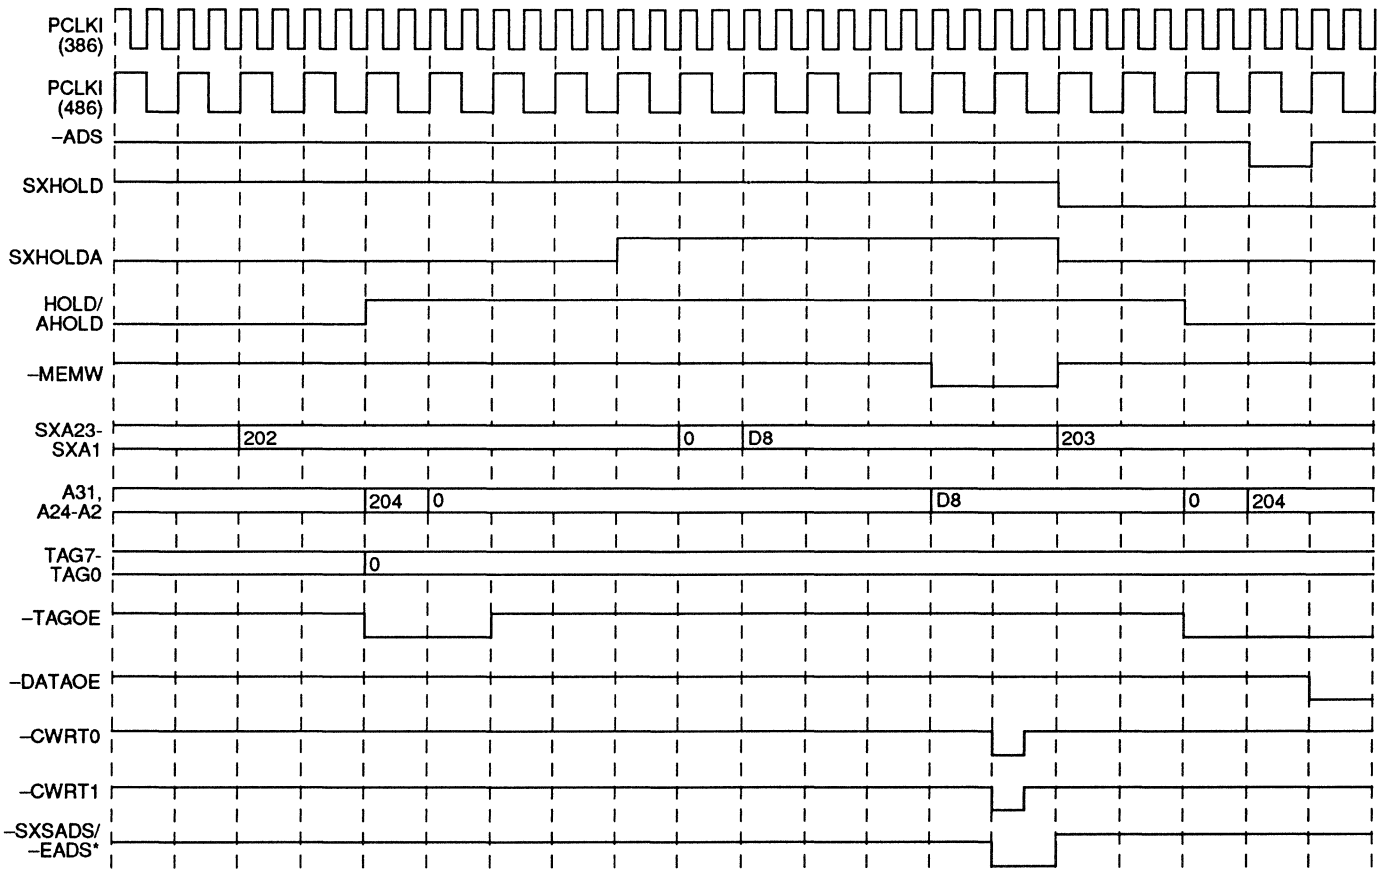 PCLKI
(386)
PCLKI
(486)
–ADS
SXHOLD
SXHOLDA
HOLD/
AHOLD
–MEMW
SXA23-
SXA1
202
0
D8
203
A31,
A24-A2
204
0
D8
0
204
TAG7-
TAG0
0
–TAGOE
–DATAOE
–CWRT0
–CWRT1
–SXSADS/
–EADS*